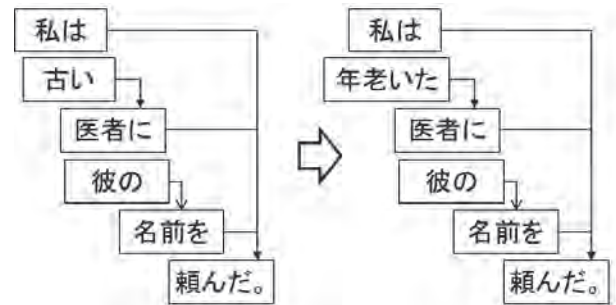 私は
古い
医者に
彼の
名前を
頼んだ。
私は
年老いた
医者に
彼の
名前を
頼んだ。